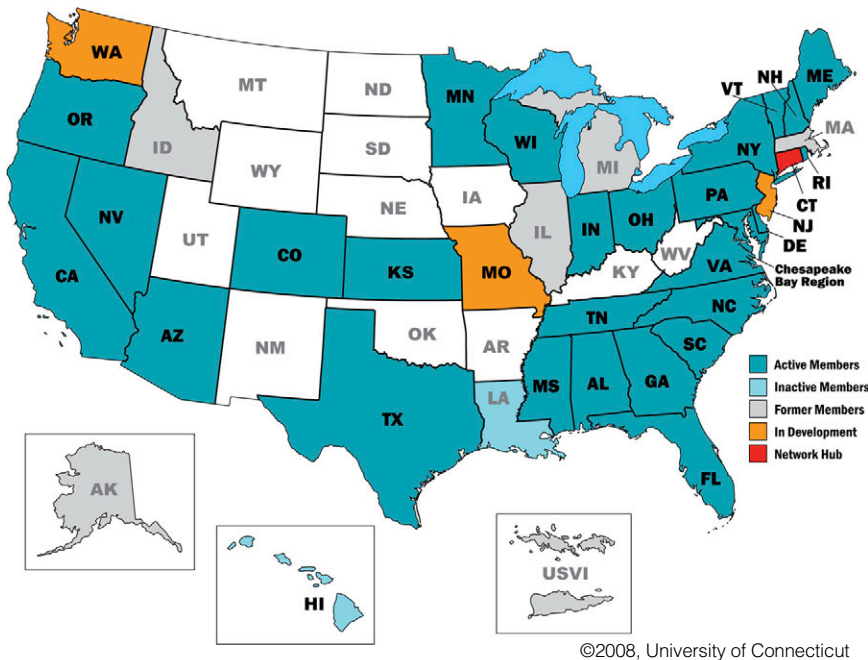 WA
MT
ND
MN
VT
NH
ME
OR
ID
SD
WI
MI
NY
MA
WY
RI
CT
NJ
IA
NE
PA
NV
UT
CO
IL
IN
OH
DE
Chesapeake
Bay Region
CA
KS
MO
KY
WV
VA
AZ
NM
OK
AR
TN
NC
SC
TX
LA
MS
AL
GA
FL
Active Members
Inactive Members
Former Members
In Development
Network Hub
AK
HI
USVI
©2008, University of Connecticut